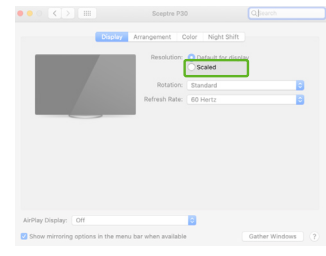 Sceptre P30
Search
Display Arrangement Color Night Shift
Resolution: Default for display
Scaled
Rotation: Standard
Refresh Rate: 60 Hertz
AirPlay Display: Off
Show mirroring options in the menu bar when available
Gather Windows ?